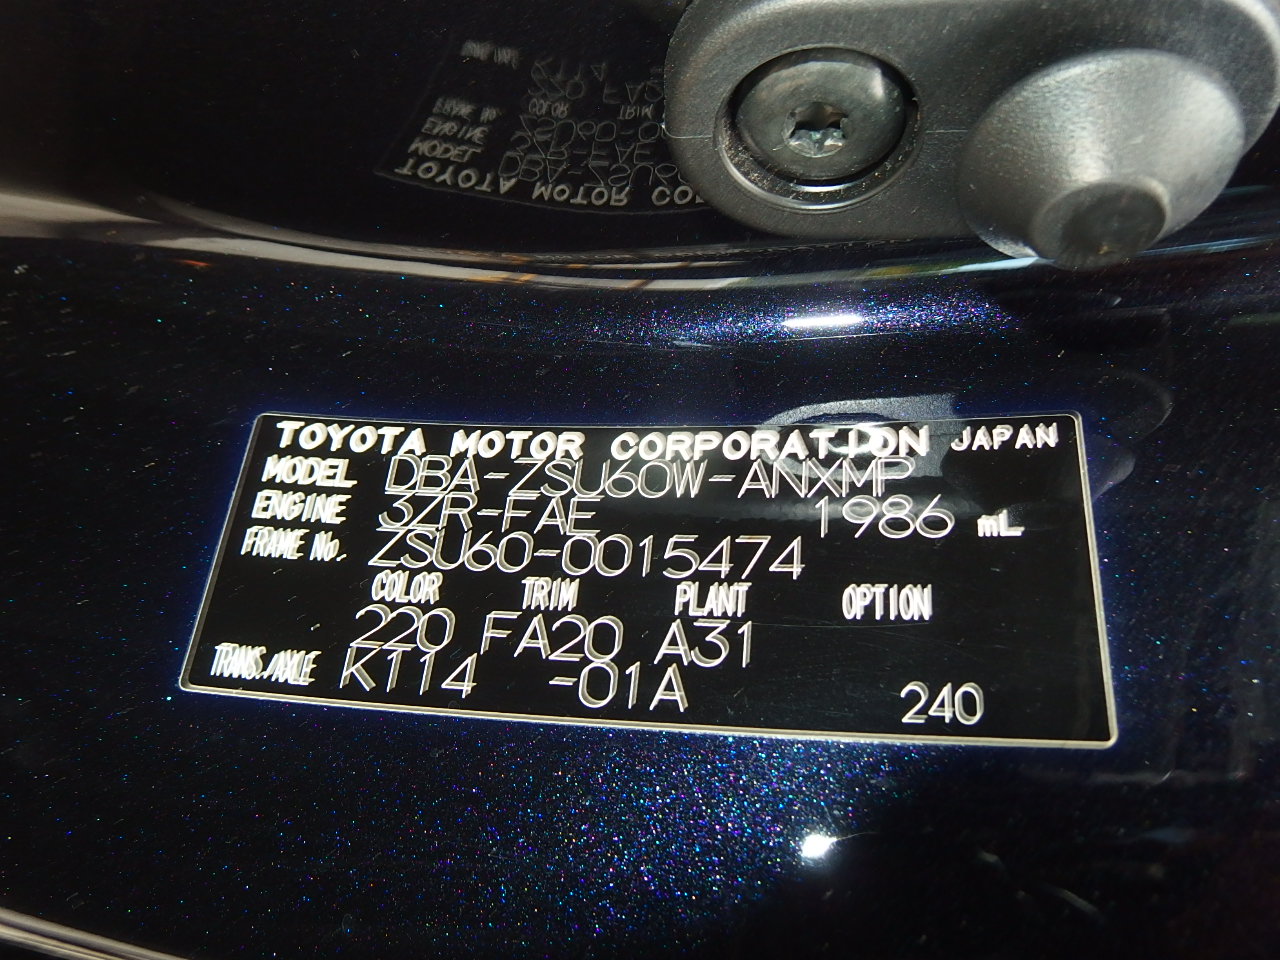 TOYOTA MOTOR CORPORATION JAPAN
MODEL DBA-ZSU60W-ANXMP
ENGINE 3ZR-FAE 1986 mL
FRAME No. ZSU60-0015474
COLOR TRIM PLANT OPTION
220 FA20 A31
TRANS./AXLE K114 -01A 240